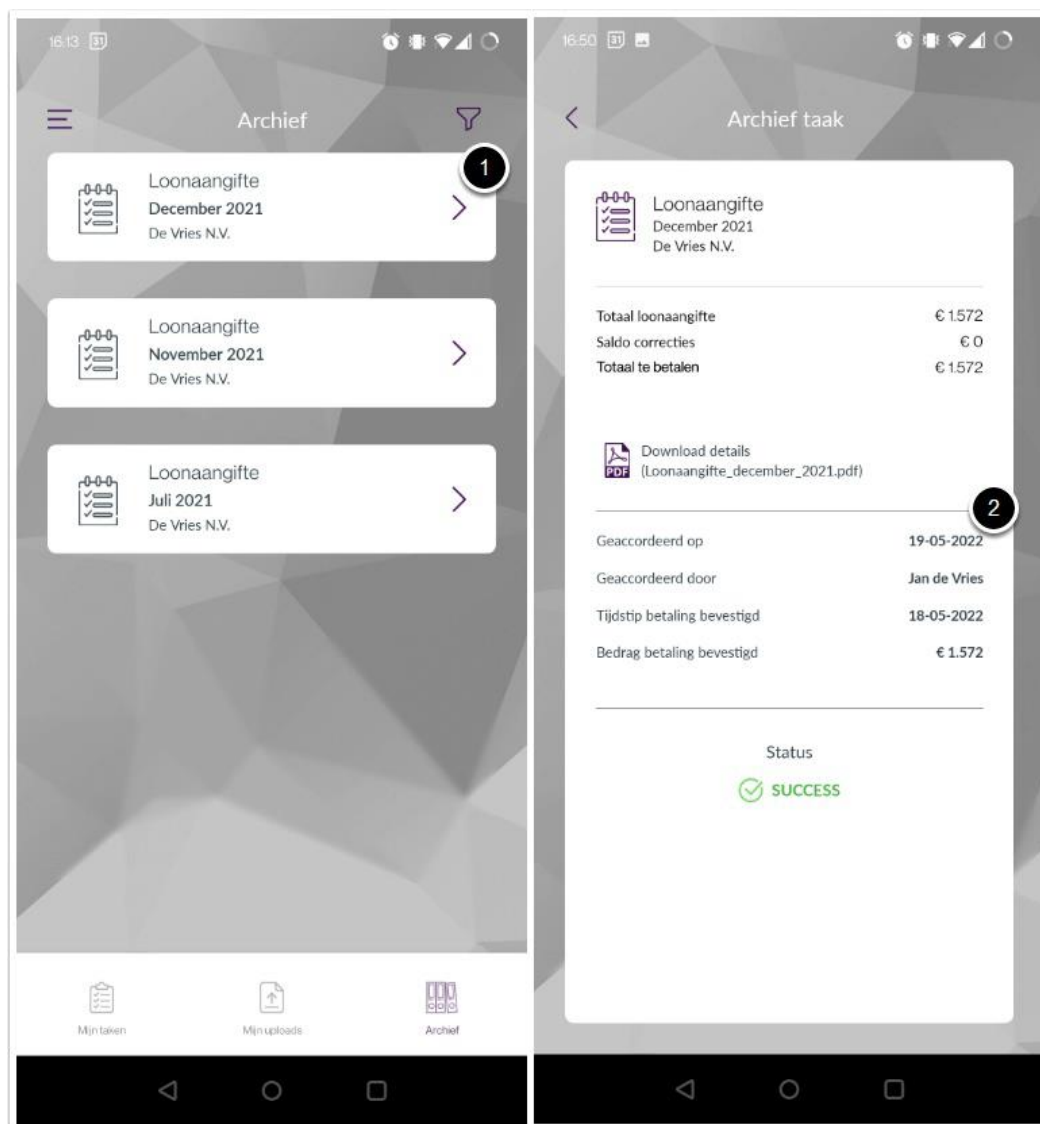 16.13 31
Archief
1
Loonaangifte
December 2021
De Vries N.V.
Loonaangifte
November 2021
De Vries N.V.
Loonaangifte
Juli 2021
De Vries N.V.
Mijn taken
Mijn uploads
Archief
16.50 31
Archief taak
Loonaangifte
December 2021
De Vries N.V.
Totaal loonaangifte € 1.572
Saldo correcties € 0
Totaal te betalen € 1.572
PDF
Download details
(Loonaangifte_december_2021.pdf)
2
Geaccordeerd op 19-05-2022
Geaccordeerd door Jan de Vries
Tijdstip betaling bevestigd 18-05-2022
Bedrag betaling bevestigd € 1.572
Status
SUCCESS